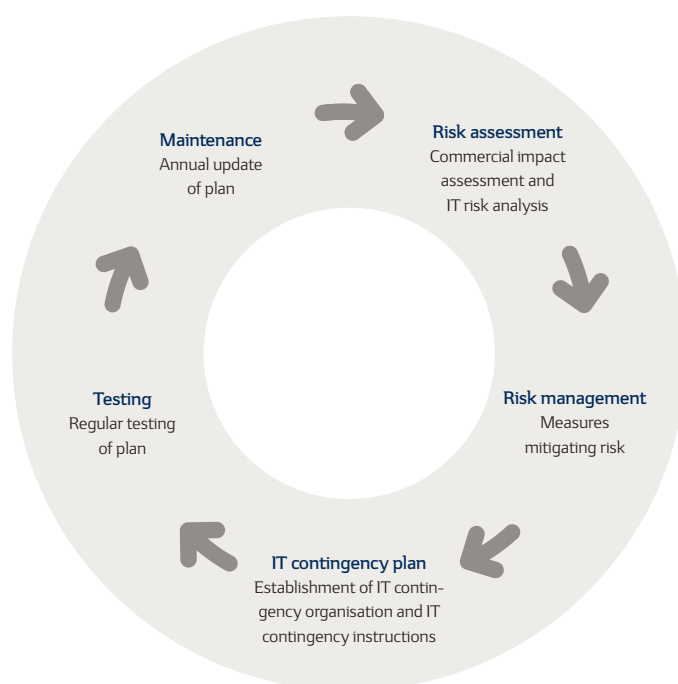 Maintenance
Annual update
of plan
Risk assessment
Commercial impact
assessment and
IT risk analysis
Risk management
Measures
mitigating risk
IT contingency plan
Establishment of IT contin-
gency organisation and IT
contingency instructions
Testing
Regular testing
of plan